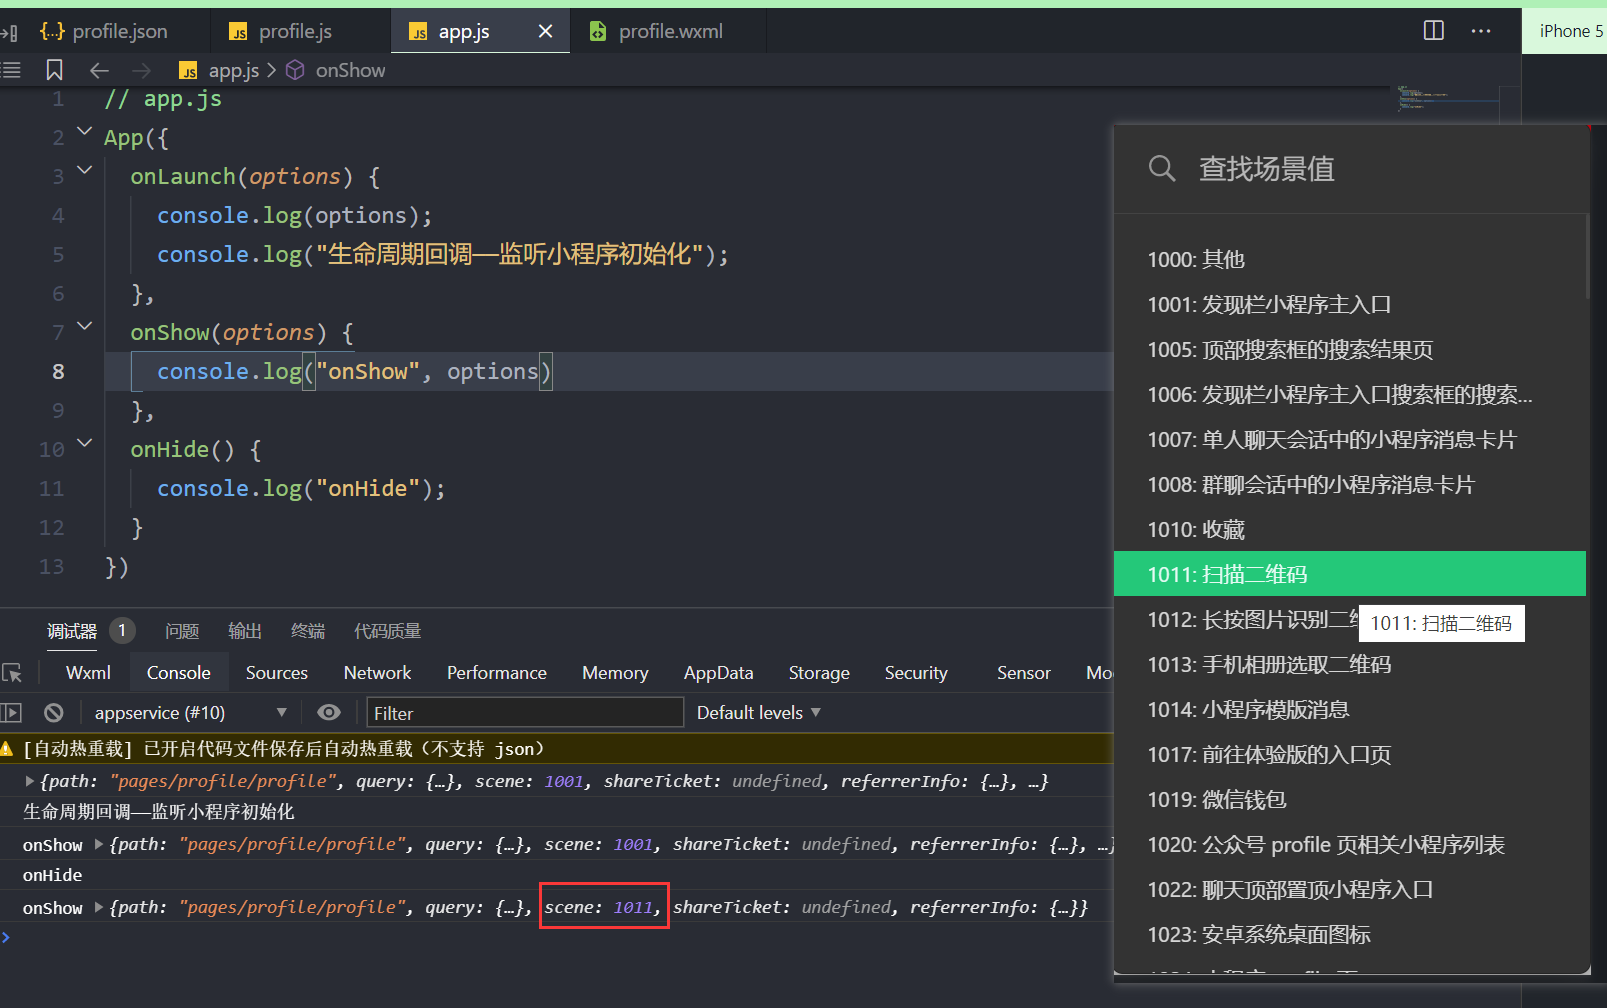 {..} profile.json
JS profile.js
JS app.js
profile.wxml
iPhone 5
JS app.js > onShow
1 // app.js
2 App({
3 onLaunch(options) {
4 console.log(options);
5 console.log("生命周期回调——监听小程序初始化");
6 },
7 onShow(options) {
8 console.log("onShow", options)
9 },
10 onHide() {
11 console.log("onHide");
12 }
13 })
查找场景值
1000: 其他
1001: 发现栏小程序主入口
1005: 顶部搜索框的搜索结果页
1006: 发现栏小程序主入口搜索框的搜索...
1007: 单人聊天会话中的小程序消息卡片
1008: 群聊会话中的小程序消息卡片
1010: 收藏
1011: 扫描二维码
1012: 长按图片识别二
1011: 扫描二维码
1013: 手机相册选取二维码
1014: 小程序模版消息
1017: 前往体验版的入口页
1019: 微信钱包
1020: 公众号 profile 页相关小程序列表
1022: 聊天顶部置顶小程序入口
1023: 安卓系统桌面图标
调试器 1 问题 输出 终端 代码质量
Wxml Console Sources Network Performance Memory AppData Storage Security Sensor Mo
appservice (#10) Filter Default levels
[自动热重载] 已开启代码文件保存后自动热重载（不支持 json）
{path: "pages/profile/profile", query: {…}, scene: 1001, shareTicket: undefined, referrerInfo: {…}, …}
生命周期回调——监听小程序初始化
onShow {path: "pages/profile/profile", query: {…}, scene: 1001, shareTicket: undefined, referrerInfo: {…}, …}
onHide
onShow {path: "pages/profile/profile", query: {…}, scene: 1011, shareTicket: undefined, referrerInfo: {…}}